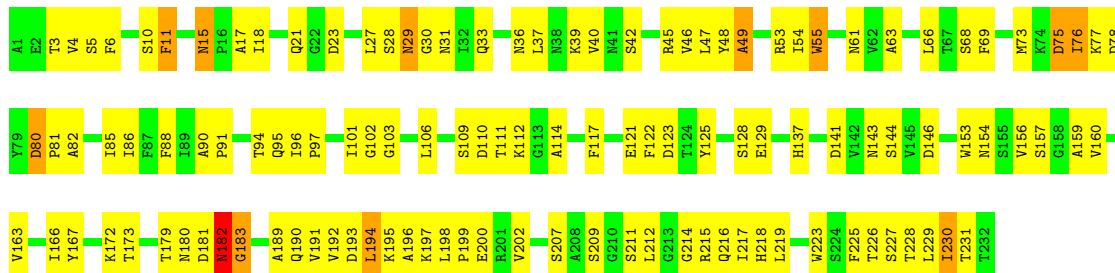 A1 E2 T3 V4 S5 F6 S10 F11 N15 P16 A17 I18 Q21 G22 D23 L27 S28 N29 G30 N31 I32 Q33 N36 L37 N38 K39 V40 N41 S42 R45 V46 L47 Y48 A49 R53 I54 W55 N61 V62 A63 L66 T67 S68 F69 M73 K74 D75 I76 K77 D78
Y79 D80 P81 A82 I85 I86 F87 F88 I89 A90 P91 T94 Q95 I96 P97 I101 G102 G103 L106 S109 D110 T111 K112 G113 A114 F117 E121 F122 D123 T124 Y125 S128 E129 H137 D141 V142 N143 S144 V145 D146 W153 N154 S155 V156 S157 G158 A159 V160
V163 I166 Y167 K172 T173 T179 N180 D181 N182 G183 A189 Q190 V191 V192 D193 L194 K195 A196 K197 L198 P199 E200 R201 V202 S207 A208 S209 G210 S211 L212 G213 G214 R215 Q216 I217 H218 L219 W223 S224 F225 T226 S227 T228 L229 I230 T231 T232